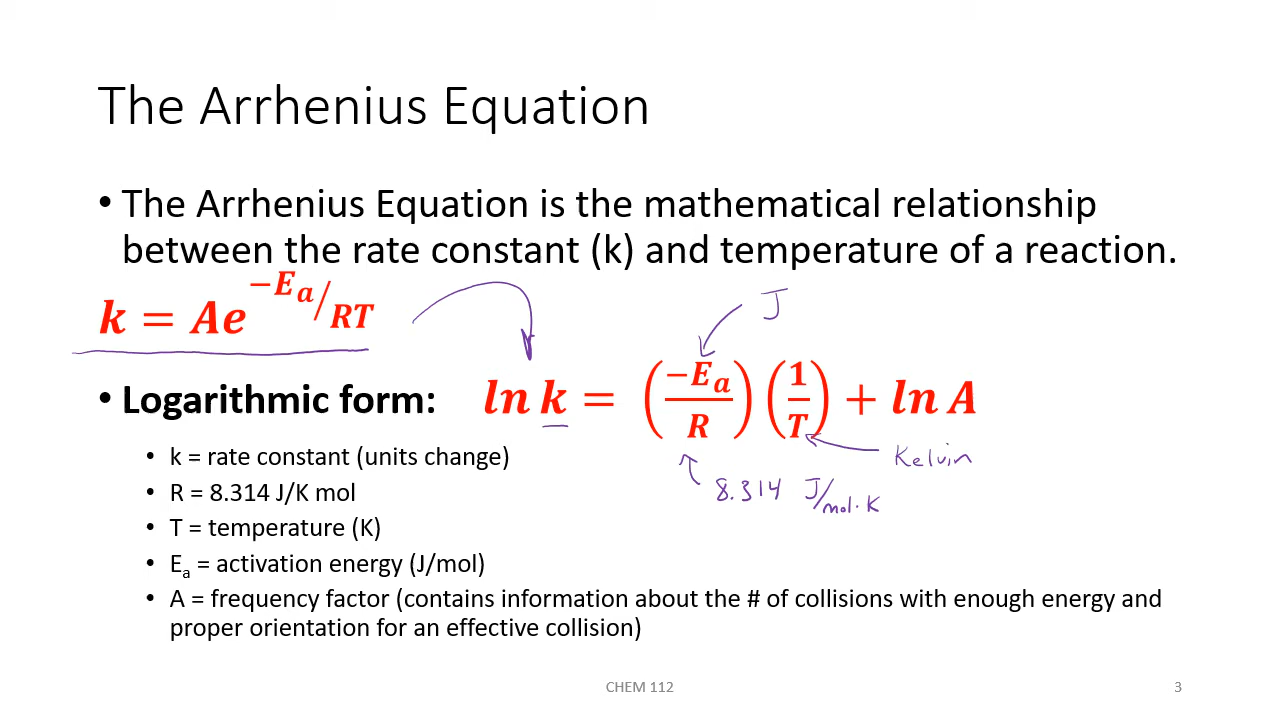 The Arrhenius Equation
• The Arrhenius Equation is the mathematical relationship
between the rate constant (k) and temperature of a reaction.
k = Ae^(−Eₐ/RT)
J
• Logarithmic form: ln k = (−Eₐ/R)(1/T) + ln A
Kelvin
8.314 J/mol·K
• k = rate constant (units change)
• R = 8.314 J/K mol
• T = temperature (K)
• Eₐ = activation energy (J/mol)
• A = frequency factor (contains information about the # of collisions with enough energy and
proper orientation for an effective collision)
CHEM 112
3